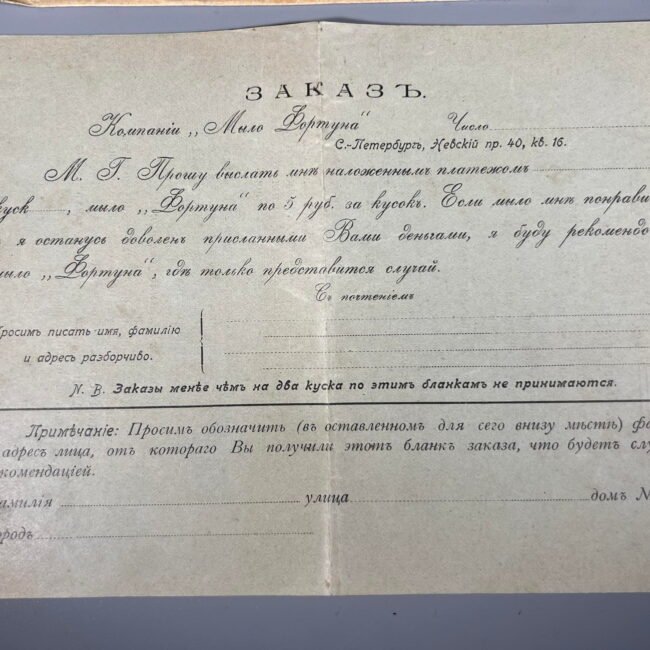 ЗАКАЗЪ.
Компаніи „Мыло Фортуна“ Число
С.-Петербургъ, Невскій пр. 40, кв. 16.
М. Г. Прошу выслать мнѣ наложеннымъ платежомъ
куск , мыло „Фортуна“ по 5 руб. за кусокъ. Если мыло мнѣ понрави
я останусь доволенъ присланными Вами деньгами, я буду рекомендо
мыло „Фортуна“, гдѣ только представится случай.
Съ почтеніемъ
Просимъ писать имя, фамилію
и адресъ разборчиво.
N. B. Заказы менѣе чѣмъ на два куска по этимъ бланкамъ не принимаются.
Примѣчаніе: Просимъ обозначить (въ оставленномъ для сего внизу мѣстѣ) фа
адресъ лица, отъ котораго Вы получили этотъ бланкъ заказа, что будетъ слу
комендаціей.
амилія улица домъ №
ородъ